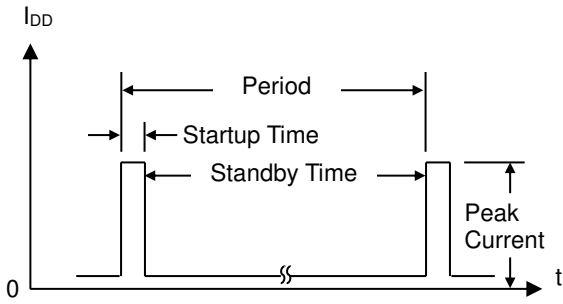 IDD
Period
Startup Time
Standby Time
Peak
Current
0
t